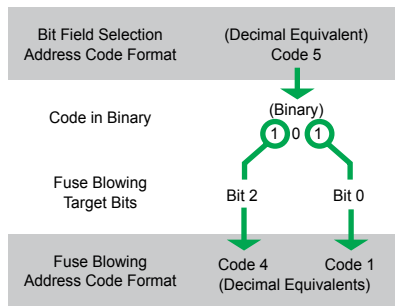 Bit Field Selection
Address Code Format
(Decimal Equivalent)
Code 5
Code in Binary
(Binary)
1 0 1
Fuse Blowing
Target Bits
Bit 2
Bit 0
Fuse Blowing
Address Code Format
Code 4
Code 1
(Decimal Equivalents)